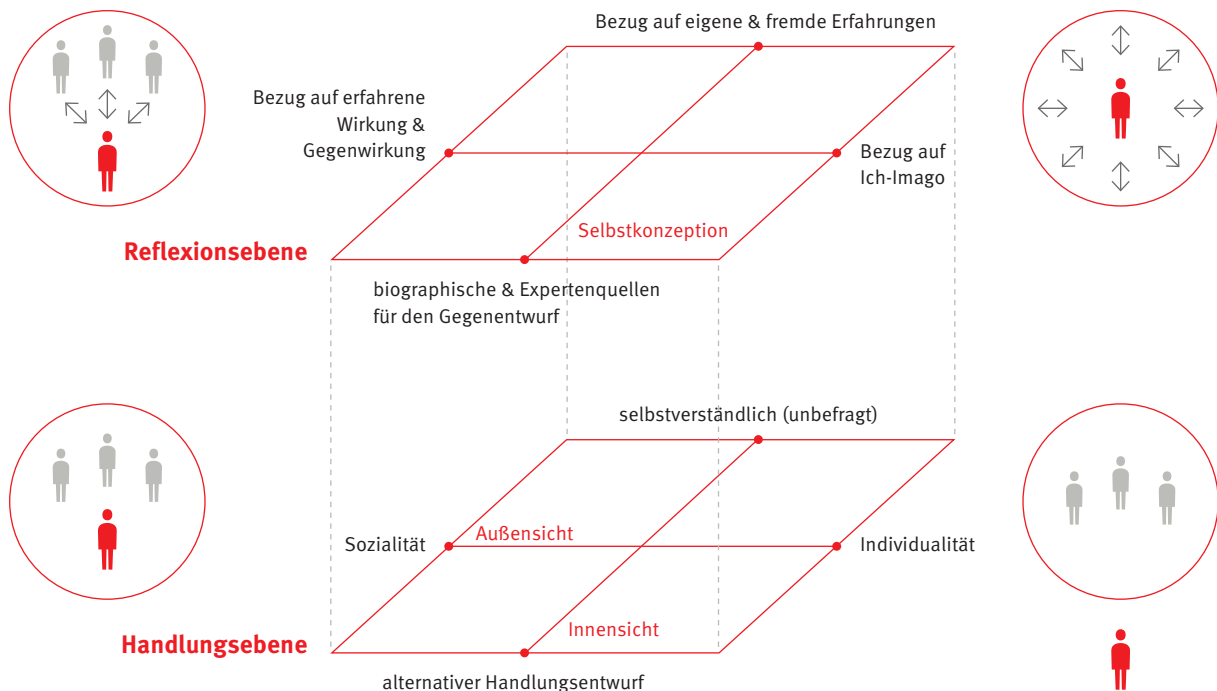 Bezug auf eigene & fremde Erfahrungen
Bezug auf erfahrene
Wirkung &
Gegenwirkung
Bezug auf
Ich-Imago
Selbstkonzeption
Reflexionsebene
biographische & Expertenquellen
für den Gegenentwurf
selbstverständlich (unbefragt)
Außensicht
Sozialität
Individualität
Innensicht
Handlungsebene
alternativer Handlungsentwurf